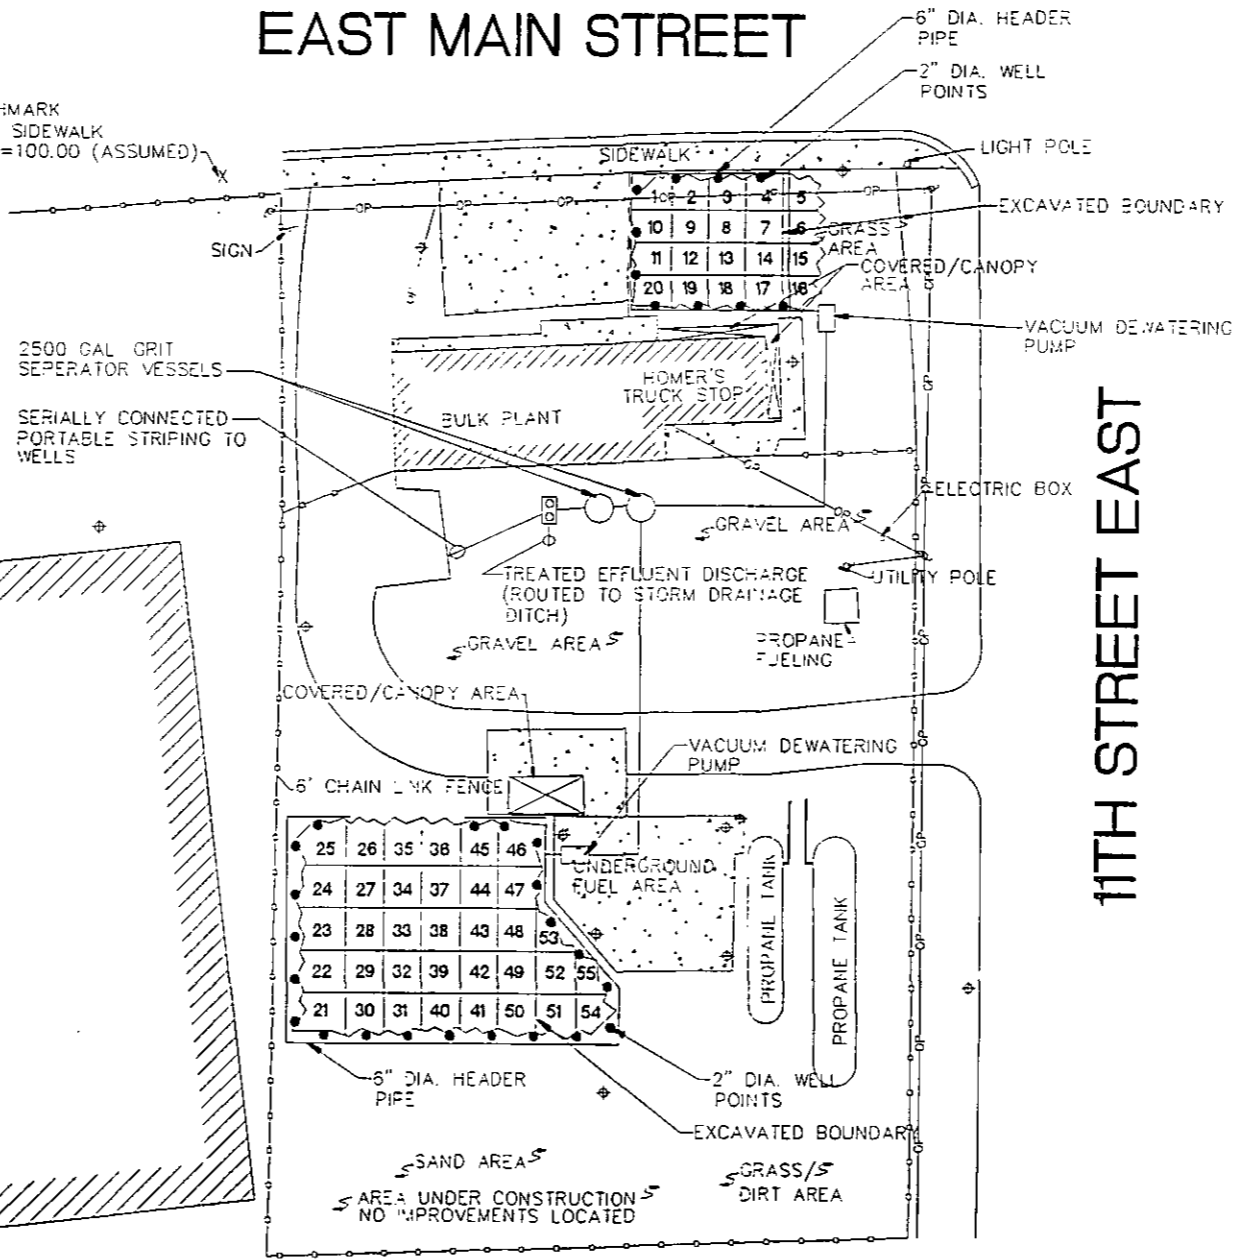 EAST MAIN STREET
6" DIA. HEADER
PIPE
2" DIA. WELL
POINTS
HMARK
SIDEWALK
=100.00 (ASSUMED)
X
SIDEWALK
LIGHT POLE
SIGN
OP
OP
OP
OP
OP
1 2 3 4 5
10 9 8 7 6
11 12 13 14 15
20 19 18 17 16
EXCAVATED BOUNDARY
GRASS
AREA
COVERED/CANOPY
AREA
VACUUM DEWATERING
PUMP
2500 GAL GRIT
SEPERATOR VESSELS
SERIALLY CONNECTED
PORTABLE STRIPING TO
WELLS
HOMER'S
TRUCK STOP
BULK PLANT
11TH STREET EAST
ELECTRIC BOX
GRAVEL AREA
TREATED EFFLUENT DISCHARGE
(ROUTED TO STORM DRAINAGE
DITCH)
UTILITY POLE
PROPANE
FUELING
GRAVEL AREA
COVERED/CANOPY AREA
VACUUM DEWATERING
PUMP
6' CHAIN LINK FENCE
25 26 35 36 45 46
24 27 34 37 44 47
23 28 33 38 43 48 53
22 29 32 39 42 49 52 55
21 30 31 40 41 50 51 54
UNDERGROUND
FUEL AREA
PROPANE TANK
PROPANE TANK
6" DIA. HEADER
PIPE
2" DIA. WELL
POINTS
EXCAVATED BOUNDARY
SAND AREA
AREA UNDER CONSTRUCTION
NO IMPROVEMENTS LOCATED
GRASS/
DIRT AREA